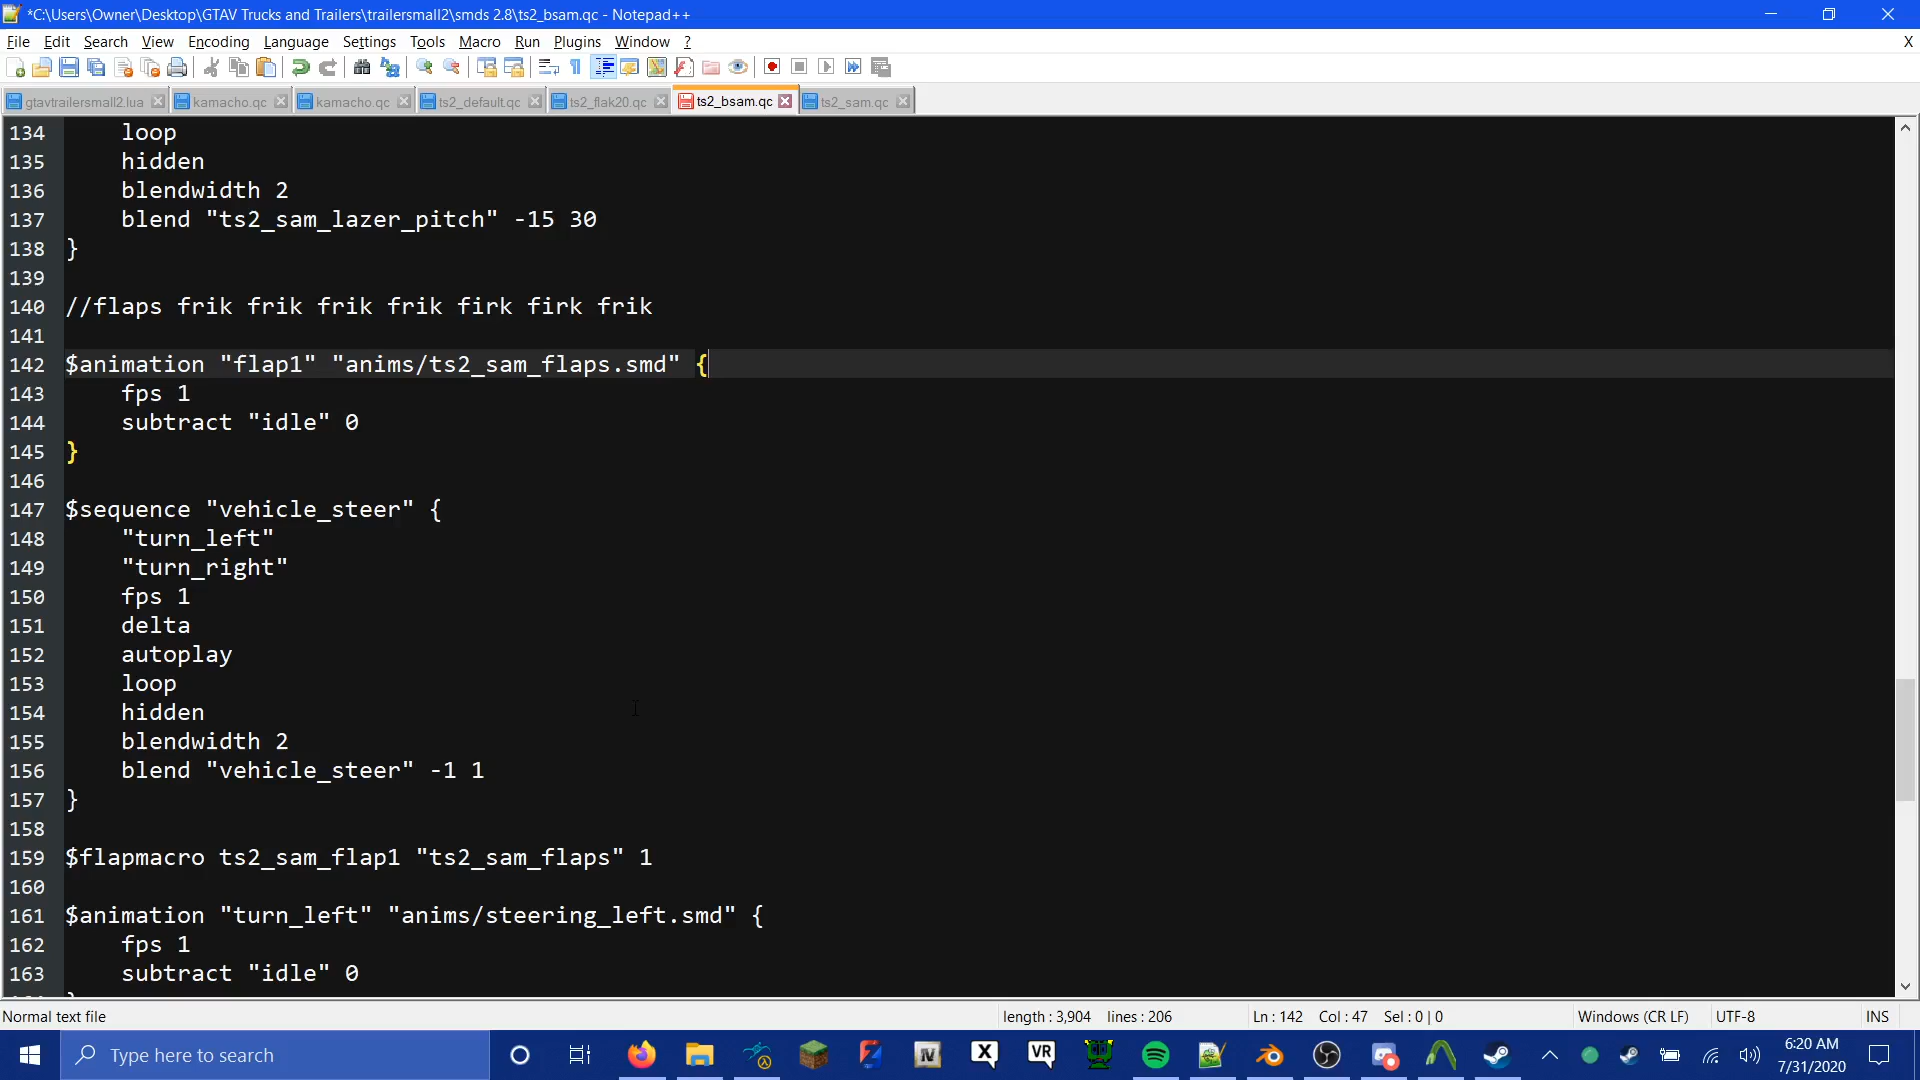 *C:\Users\Owner\Desktop\GTAV Trucks and Trailers\trailersmall2\smds 2.8\ts2_bsam.qc - Notepad++
File Edit Search View Encoding Language Settings Tools Macro Run Plugins Window ? X
gtavtrailersmall2.lua kamacho.qc kamacho.qc ts2_default.qc ts2_flak20.qc ts2_bsam.qc ts2_sam.qc
134 loop
135 hidden
136 blendwidth 2
137 blend "ts2_sam_lazer_pitch" -15 30
138 }
139
140 //flaps frik frik frik frik firk firk frik
141
142 $animation "flap1" "anims/ts2_sam_flaps.smd" {
143 fps 1
144 subtract "idle" 0
145 }
146
147 $sequence "vehicle_steer" {
148 "turn_left"
149 "turn_right"
150 fps 1
151 delta
152 autoplay
153 loop
154 hidden
155 blendwidth 2
156 blend "vehicle_steer" -1 1
157 }
158
159 $flapmacro ts2_sam_flap1 "ts2_sam_flaps" 1
160
161 $animation "turn_left" "anims/steering_left.smd" {
162 fps 1
163 subtract "idle" 0
Normal text file length : 3,904 lines : 206 Ln : 142 Col : 47 Sel : 0 | 0 Windows (CR LF) UTF-8 INS
Type here to search IV X VR 6:20 AM
7/31/2020